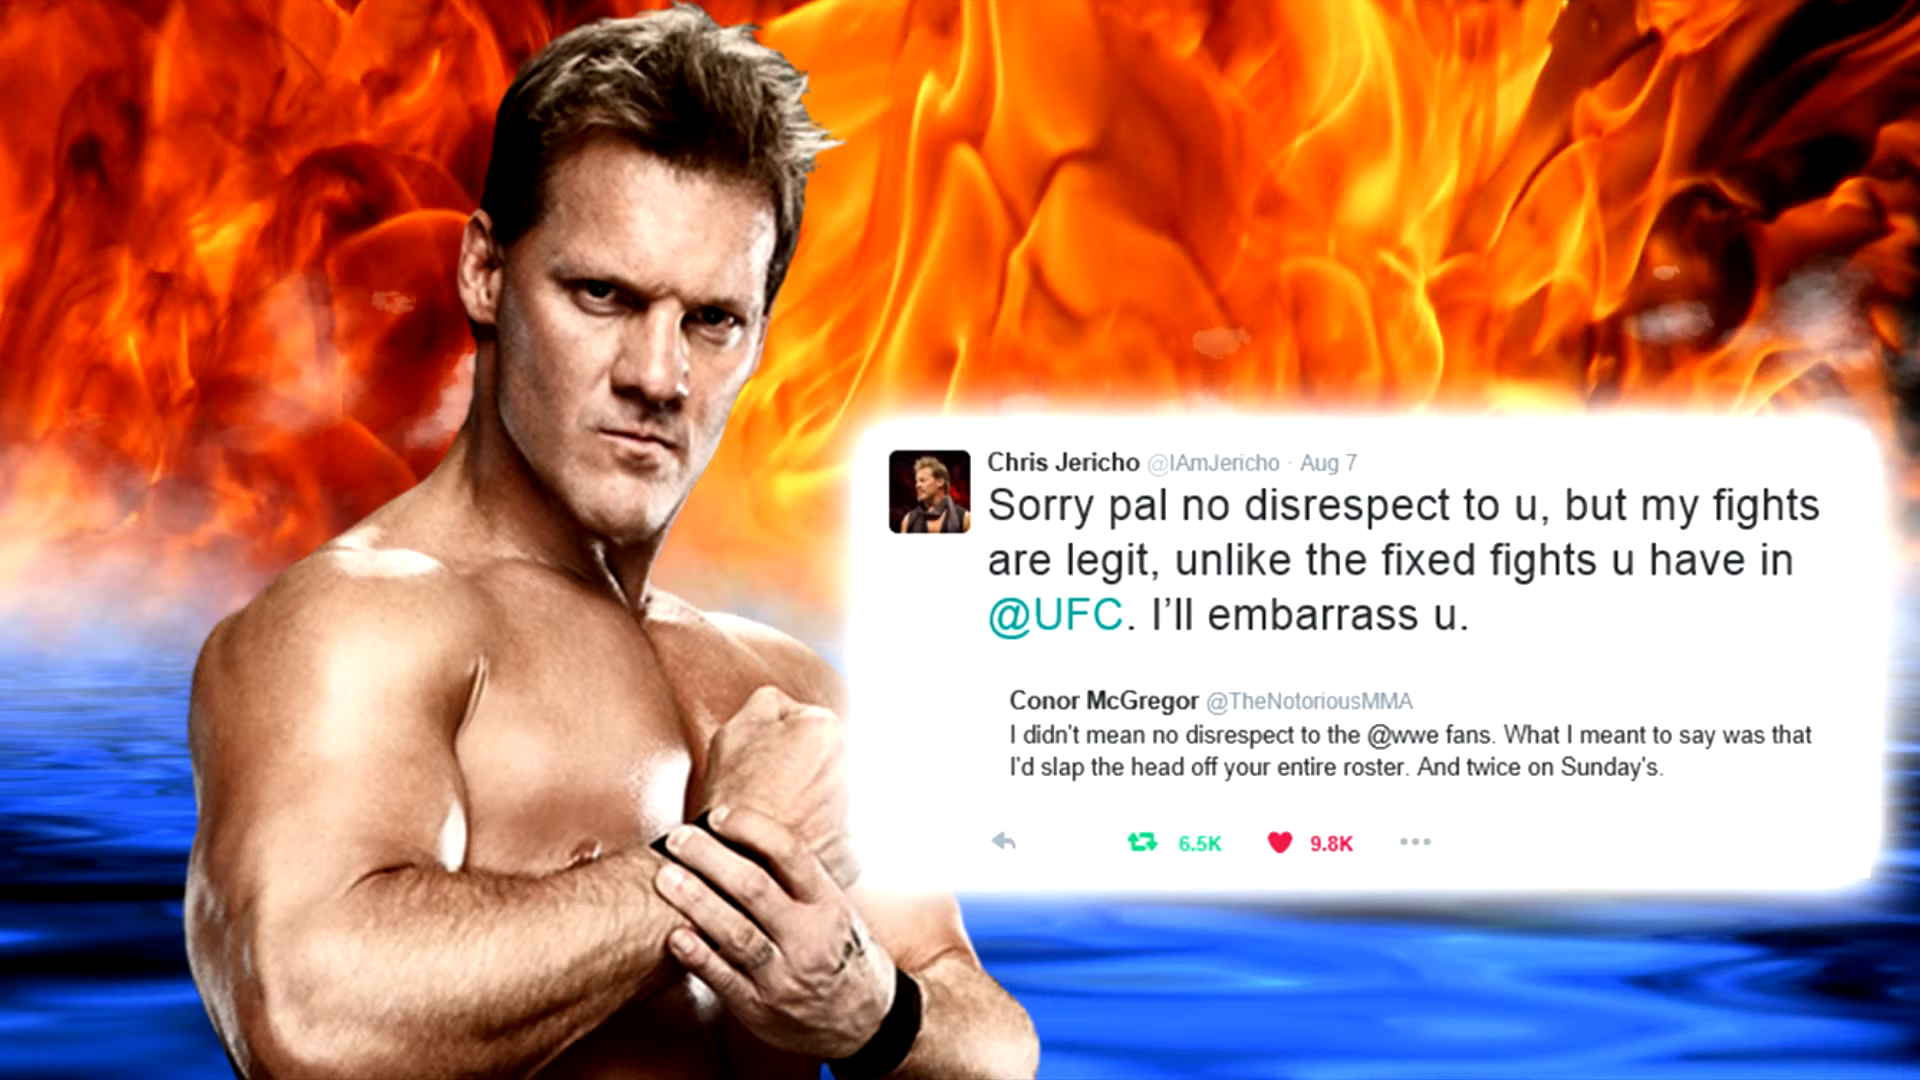 Chris Jericho @IAmJericho · Aug 7
Sorry pal no disrespect to u, but my fights
are legit, unlike the fixed fights u have in
@UFC. I’ll embarrass u.
Conor McGregor @TheNotoriousMMA
I didn't mean no disrespect to the @wwe fans. What I meant to say was that
I'd slap the head off your entire roster. And twice on Sunday's.
6.5K 9.8K